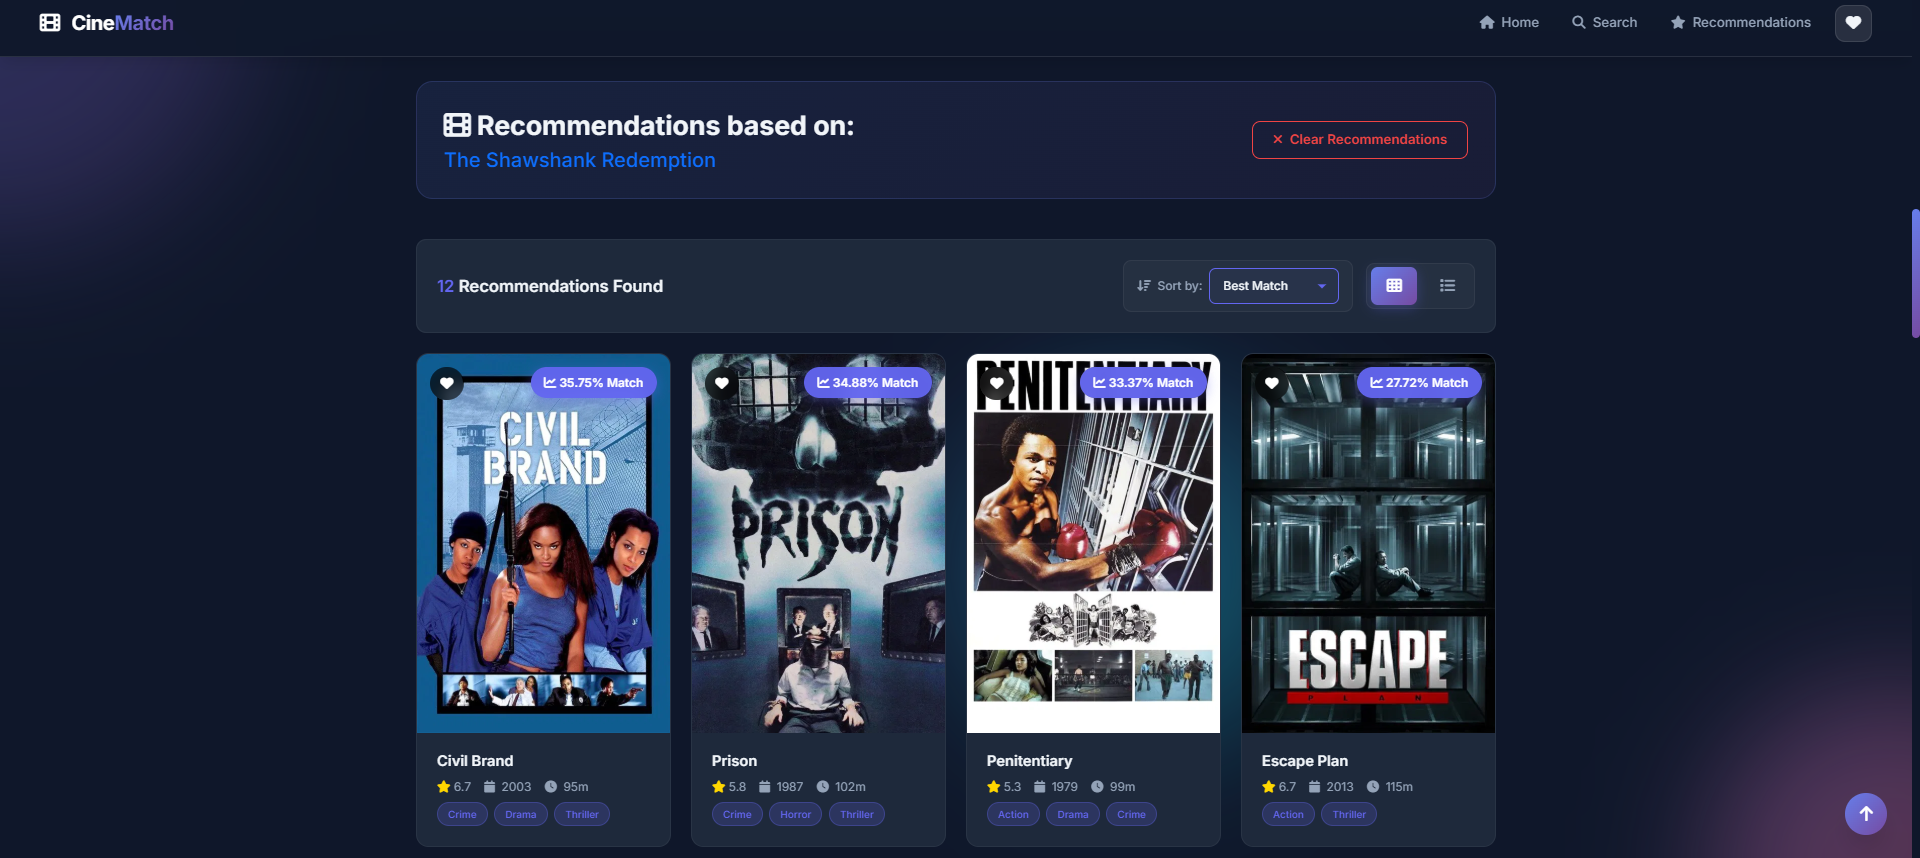 CineMatch
Home
Search
Recommendations
Recommendations based on:
The Shawshank Redemption
Clear Recommendations
12 Recommendations Found
Sort by:
Best Match
35.75% Match
CIVIL
BRAND
34.88% Match
PRISON
33.37% Match
PENITENTIARY
27.72% Match
ESCAPE
PLAN
Civil Brand
6.7 2003 95m
Crime Drama Thriller
Prison
5.8 1987 102m
Crime Horror Thriller
Penitentiary
5.3 1979 99m
Action Drama Crime
Escape Plan
6.7 2013 115m
Action Thriller